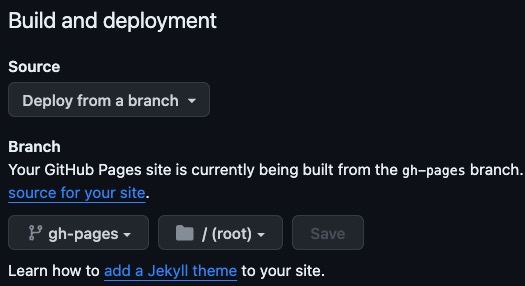 Build and deployment
Source
Deploy from a branch
Branch
Your GitHub Pages site is currently being built from the gh-pages branch.
source for your site.
gh-pages / (root) Save
Learn how to add a Jekyll theme to your site.